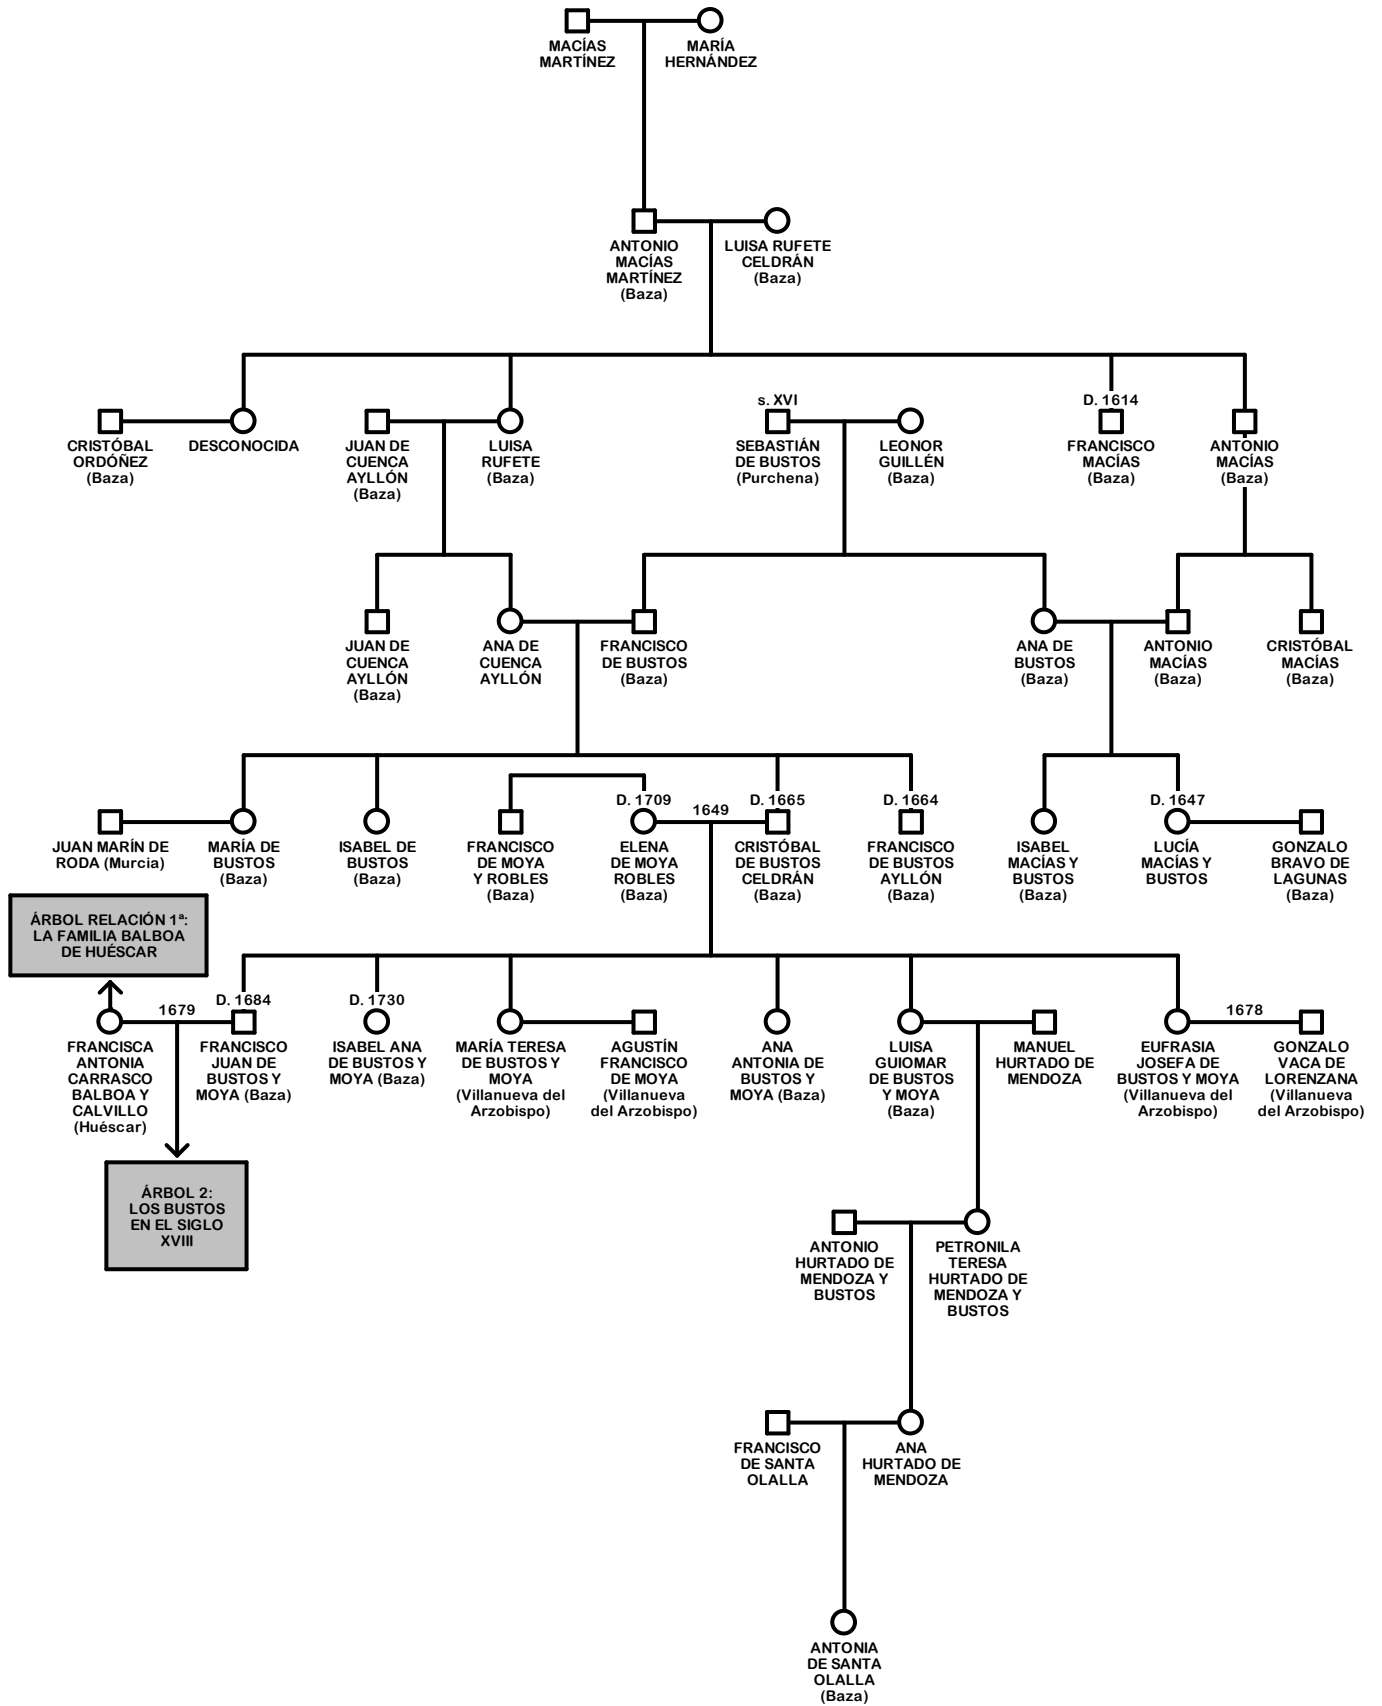 MACÍAS
MARTÍNEZ
MARÍA
HERNÁNDEZ
ANTONIO
MACÍAS
MARTÍNEZ
(Baza)
LUISA RUFETE
CELDRÁN
(Baza)
CRISTÓBAL
ORDÓÑEZ
(Baza)
DESCONOCIDA
JUAN DE
CUENCA
AYLLÓN
(Baza)
LUISA
RUFETE
(Baza)
s. XVI
SEBASTIÁN
DE BUSTOS
(Purchena)
LEONOR
GUILLÉN
(Baza)
D. 1614
FRANCISCO
MACÍAS
(Baza)
ANTONIO
MACÍAS
(Baza)
JUAN DE
CUENCA
AYLLÓN
(Baza)
ANA DE
CUENCA
AYLLÓN
FRANCISCO
DE BUSTOS
(Baza)
ANA DE
BUSTOS
(Baza)
ANTONIO
MACÍAS
(Baza)
CRISTÓBAL
MACÍAS
(Baza)
JUAN MARÍN DE
RODA (Murcia)
MARÍA DE
BUSTOS
(Baza)
ISABEL DE
BUSTOS
(Baza)
FRANCISCO
DE MOYA
Y ROBLES
(Baza)
D. 1709
ELENA
DE MOYA
ROBLES
(Baza)
1649
D. 1665
CRISTÓBAL
DE BUSTOS
CELDRÁN
(Baza)
D. 1664
FRANCISCO
DE BUSTOS
AYLLÓN
(Baza)
ISABEL
MACÍAS Y
BUSTOS
(Baza)
D. 1647
LUCÍA
MACÍAS Y
BUSTOS
GONZALO
BRAVO DE
LAGUNAS
(Baza)
ÁRBOL RELACIÓN 1ª:
LA FAMILIA BALBOA
DE HUÉSCAR
FRANCISCA
ANTONIA
CARRASCO
BALBOA Y
CALVILLO
(Huéscar)
1679
D. 1684
FRANCISCO
JUAN DE
BUSTOS Y
MOYA (Baza)
D. 1730
ISABEL ANA
DE BUSTOS Y
MOYA (Baza)
MARÍA TERESA
DE BUSTOS Y
MOYA
(Villanueva del
Arzobispo)
AGUSTÍN
FRANCISCO
DE MOYA
(Villanueva
del Arzobispo)
ANA
ANTONIA DE
BUSTOS Y
MOYA (Baza)
LUISA
GUIOMAR
DE BUSTOS
Y MOYA
(Baza)
MANUEL
HURTADO DE
MENDOZA
EUFRASIA
JOSEFA DE
BUSTOS Y MOYA
(Villanueva del
Arzobispo)
1678
GONZALO
VACA DE
LORENZANA
(Villanueva
del Arzobispo)
ÁRBOL 2:
LOS BUSTOS
EN EL SIGLO
XVIII
ANTONIO
HURTADO DE
MENDOZA Y
BUSTOS
PETRONILA
TERESA
HURTADO DE
MENDOZA Y
BUSTOS
FRANCISCO
DE SANTA
OLALLA
ANA
HURTADO DE
MENDOZA
ANTONIA
DE SANTA
OLALLA
(Baza)